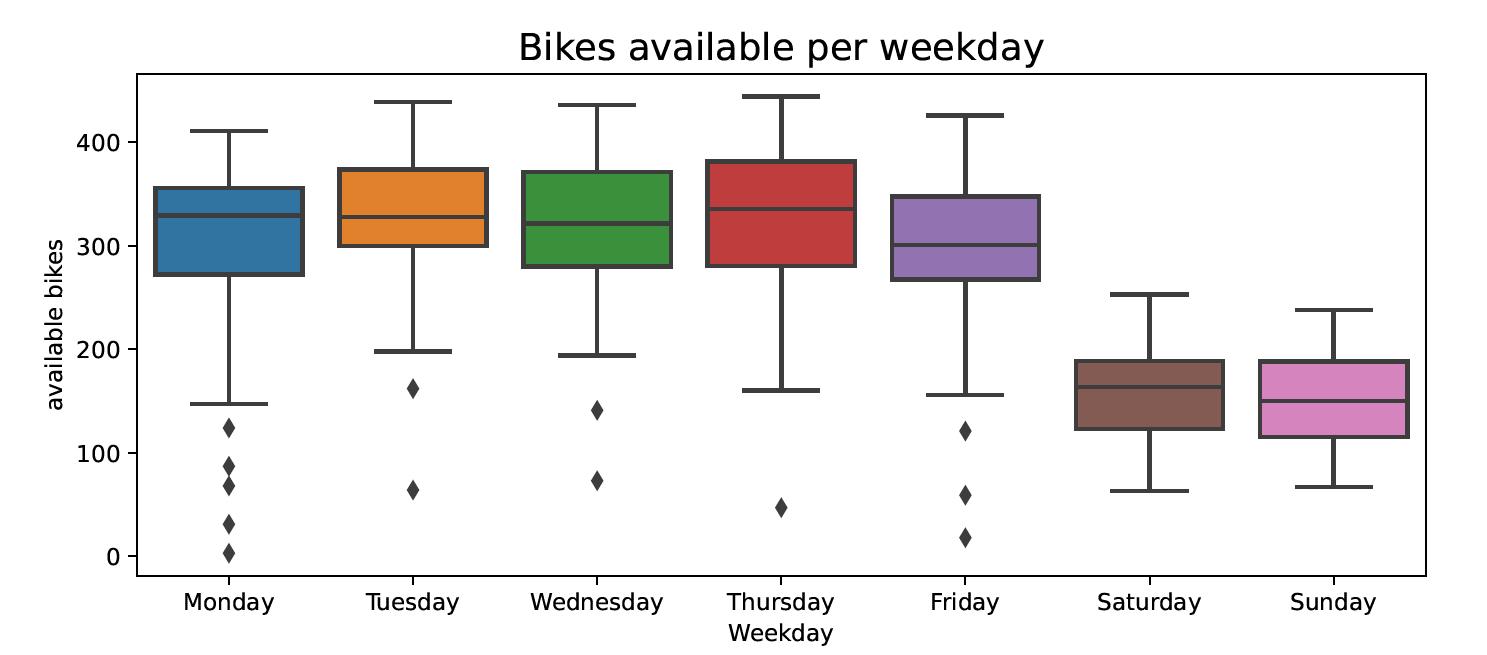 Bikes available per weekday
available bikes
400
300
200
100
0
Monday Tuesday Wednesday Thursday Friday Saturday Sunday
Weekday